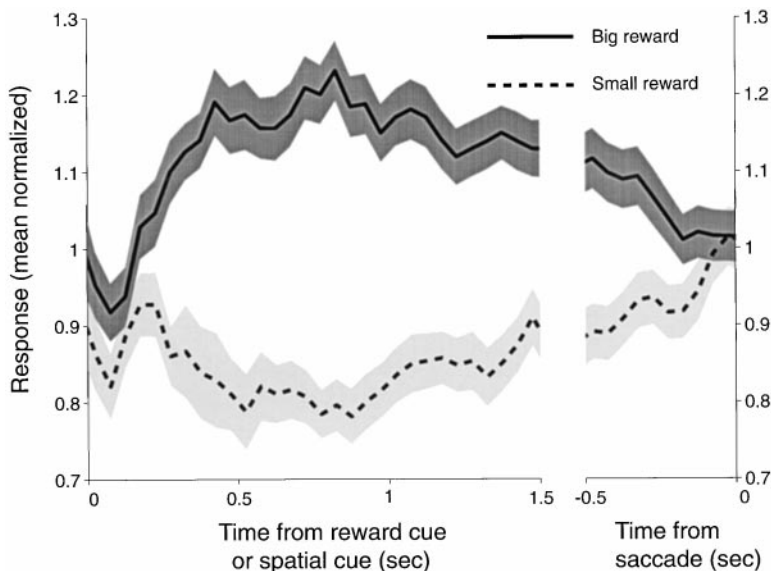 1.3
1.2
1.1
1
0.9
0.8
0.7
Response (mean normalized)
Big reward
Small reward
1.3
1.2
1.1
1
0.9
0.8
0.7
0
0.5
1
1.5
-0.5
0
Time from reward cue
or spatial cue (sec)
Time from
saccade (sec)